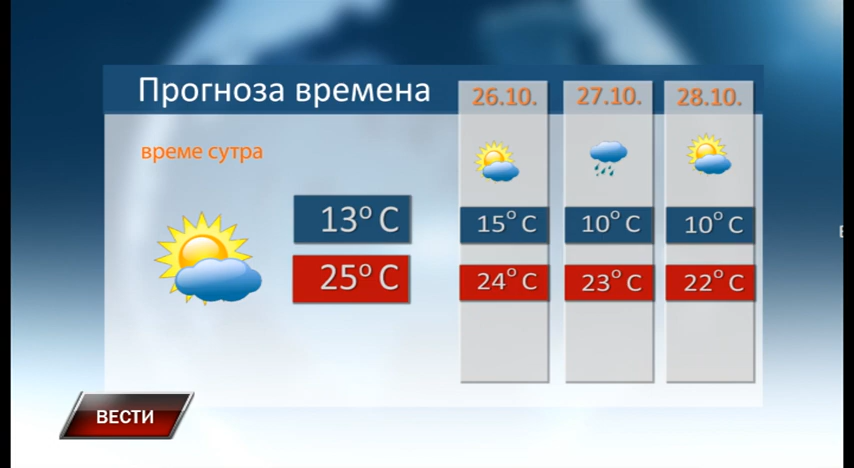 Прогноза времена
време сутра
13° C
25° C
26.10.
27.10.
28.10.
15° C
10° C
10° C
24° C
23° C
22° C
ВЕСТИ